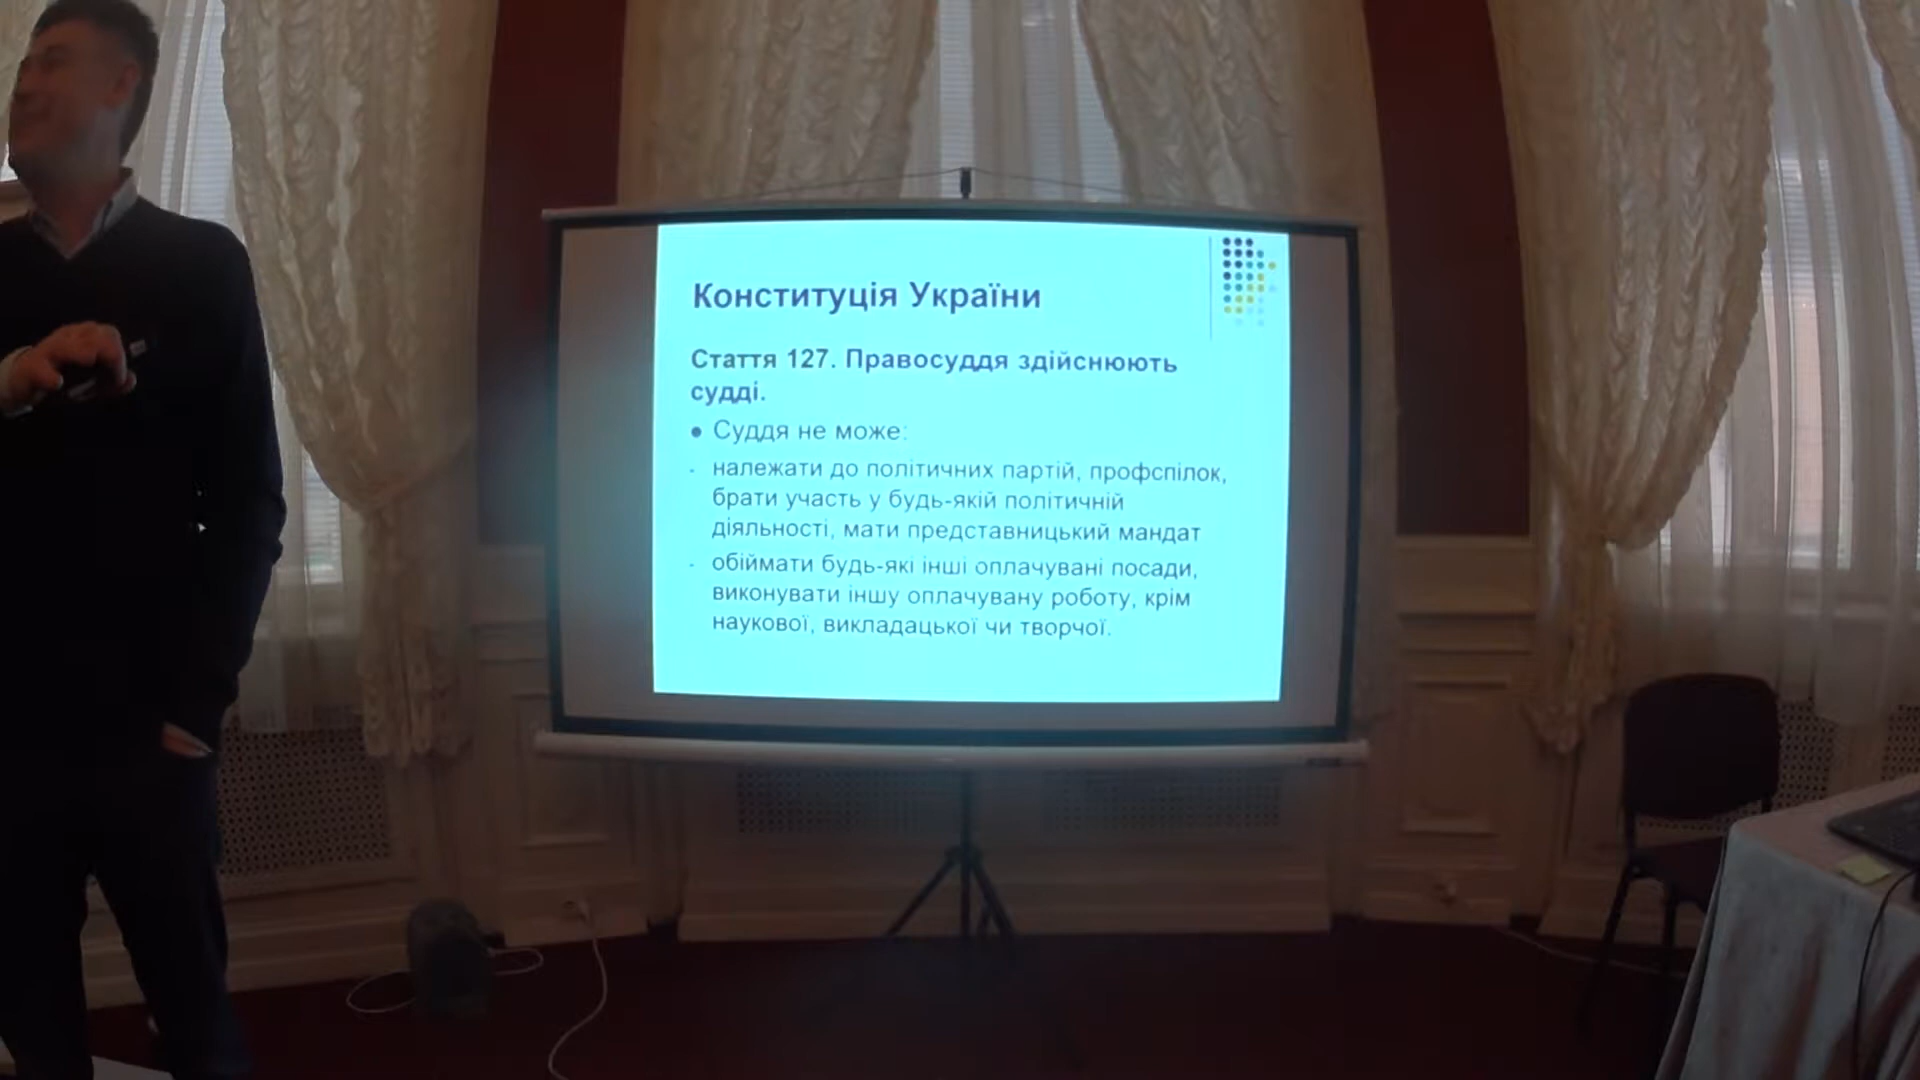 Конституція України
Стаття 127. Правосуддя здійснюють
судді.
● Суддя не може:
- належати до політичних партій, профспілок,
брати участь у будь-якій політичній
діяльності, мати представницький мандат
- обіймати будь-які інші оплачувані посади,
виконувати іншу оплачувану роботу, крім
наукової, викладацької чи творчої.